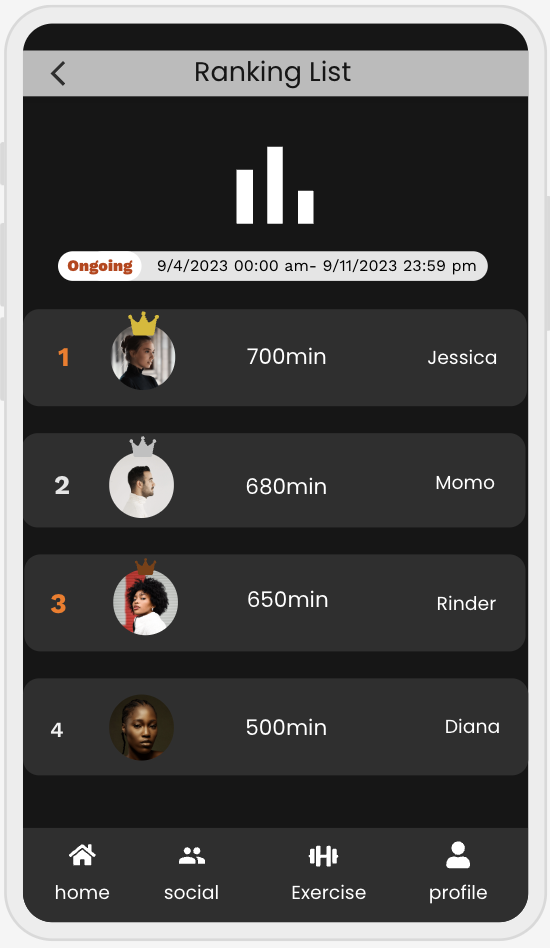 Ranking List
Ongoing 9/4/2023 00:00 am- 9/11/2023 23:59 pm
1 700min Jessica
2 680min Momo
3 650min Rinder
4 500min Diana
home social Exercise profile